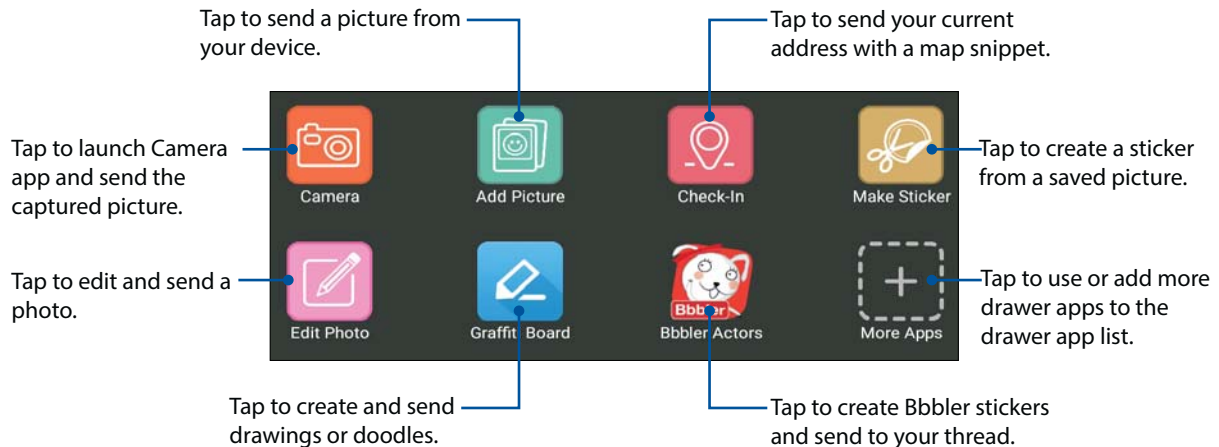 Tap to send a picture from
your device.
Tap to send your current
address with a map snippet.
Tap to launch Camera
app and send the
captured picture.
Tap to create a sticker
from a saved picture.
Camera
Add Picture
Check-In
Make Sticker
Tap to edit and send a
photo.
Tap to use or add more
drawer apps to the
drawer app list.
Bbbler
Edit Photo
Graffiti Board
Bbbler Actors
More Apps
Tap to create and send
drawings or doodles.
Tap to create Bbbler stickers
and send to your thread.